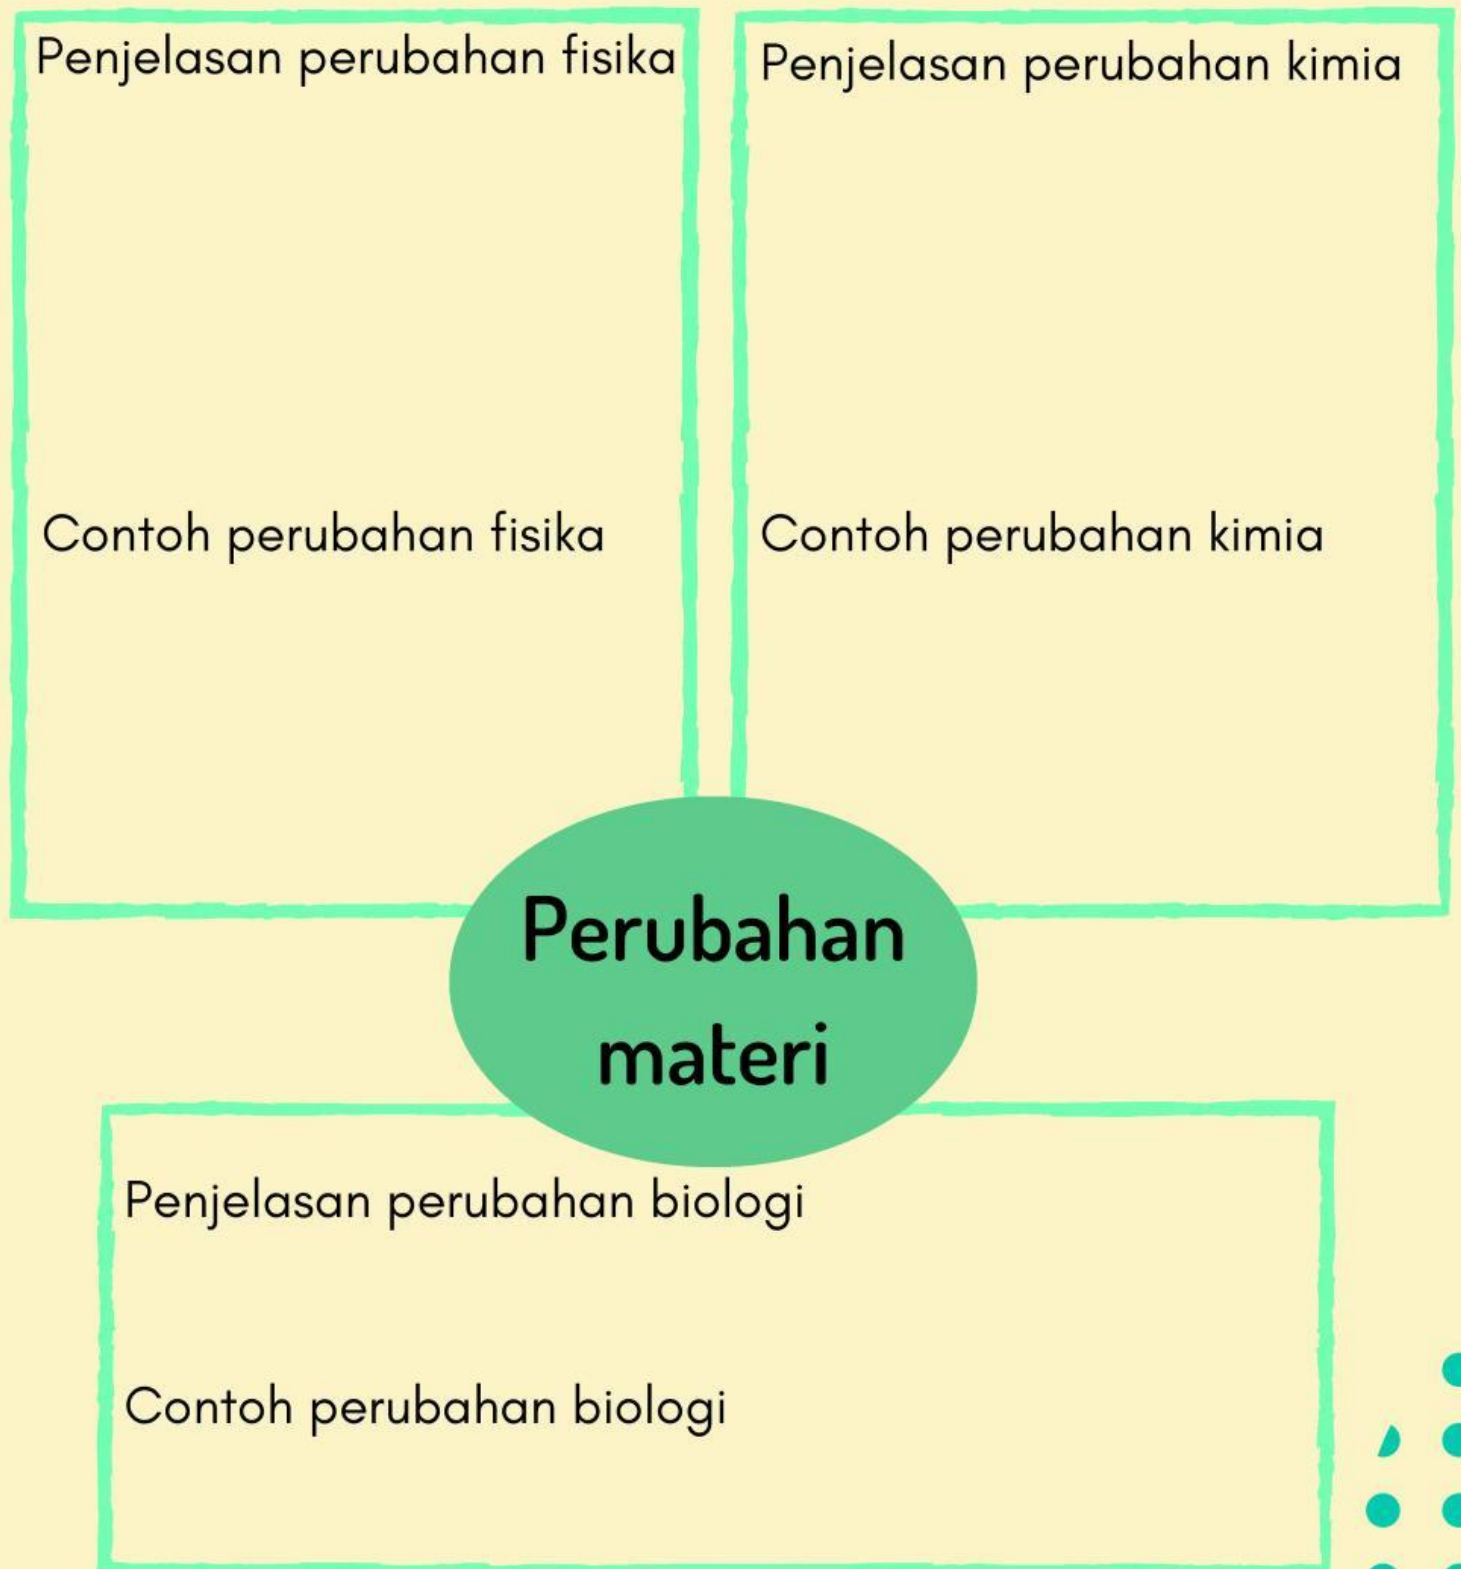 Penjelasan perubahan fisika
Contoh perubahan fisika
Penjelasan perubahan kimia
Contoh perubahan kimia
Perubahan
materi
Penjelasan perubahan biologi
Contoh perubahan biologi